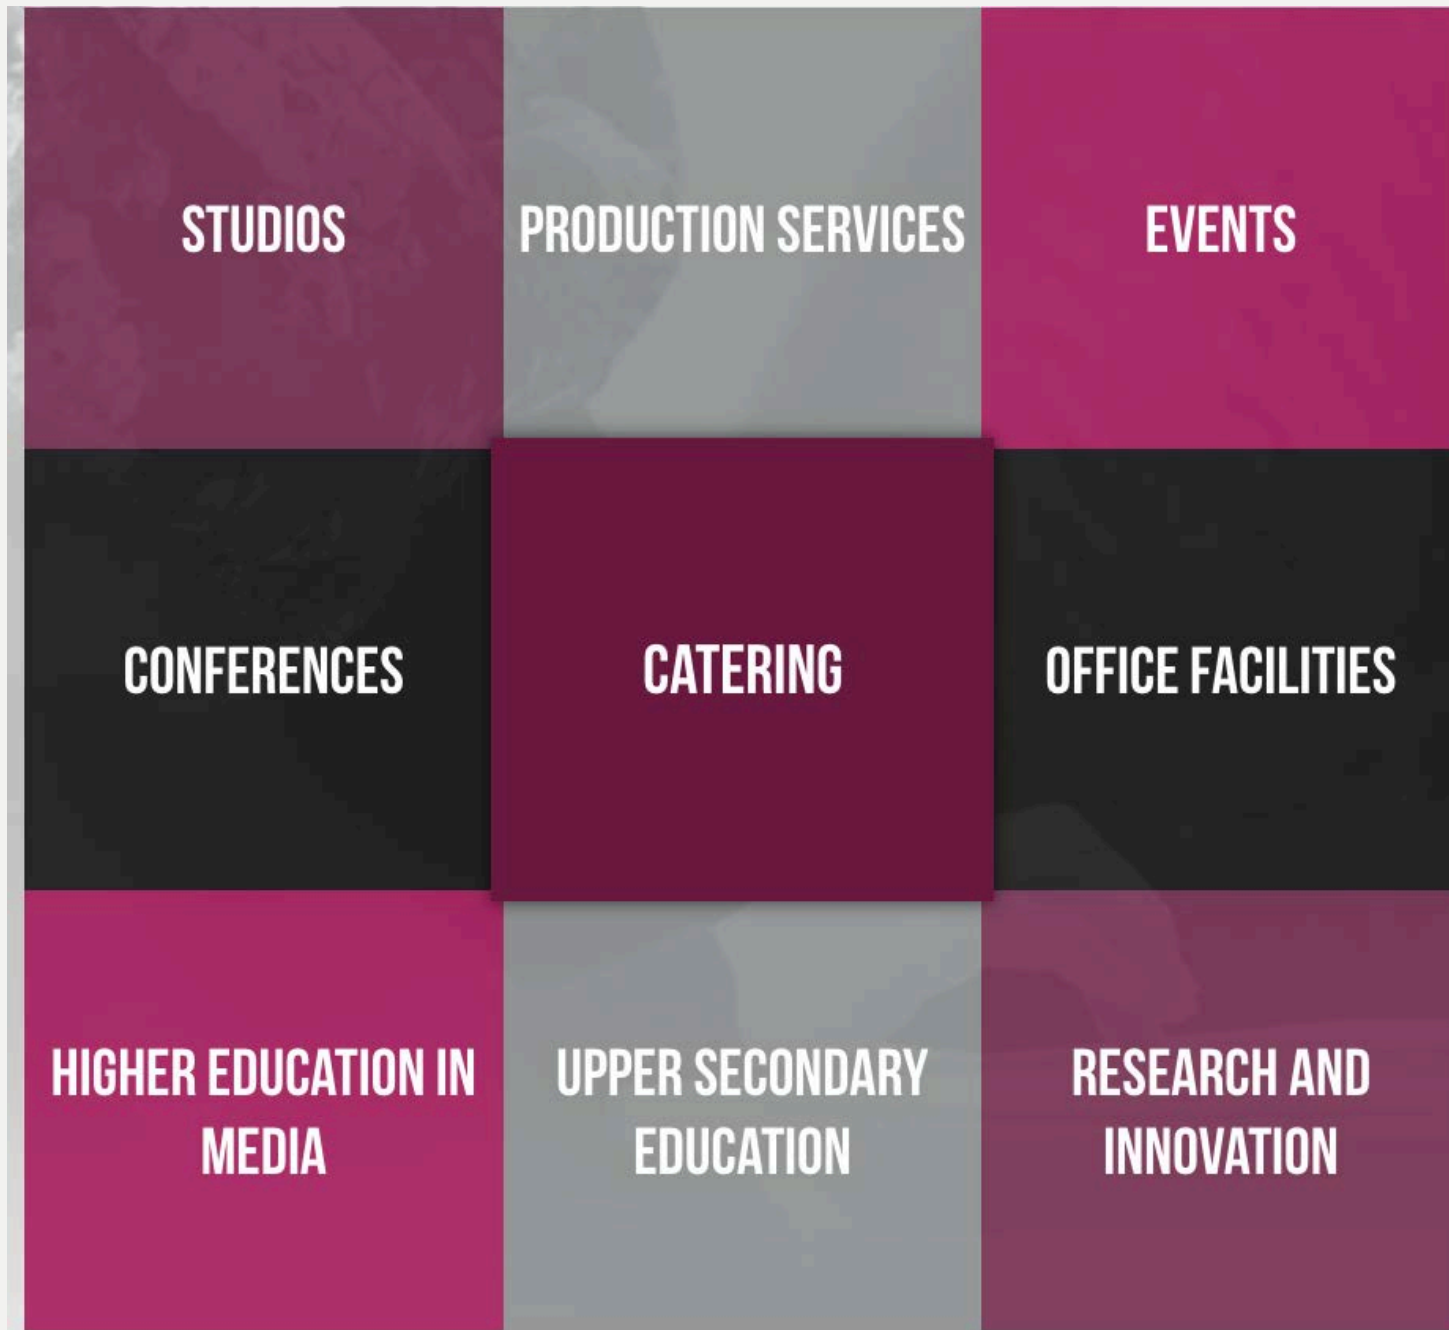 STUDIOS
PRODUCTION SERVICES
EVENTS
CONFERENCES
CATERING
OFFICE FACILITIES
HIGHER EDUCATION IN
MEDIA
UPPER SECONDARY
EDUCATION
RESEARCH AND
INNOVATION